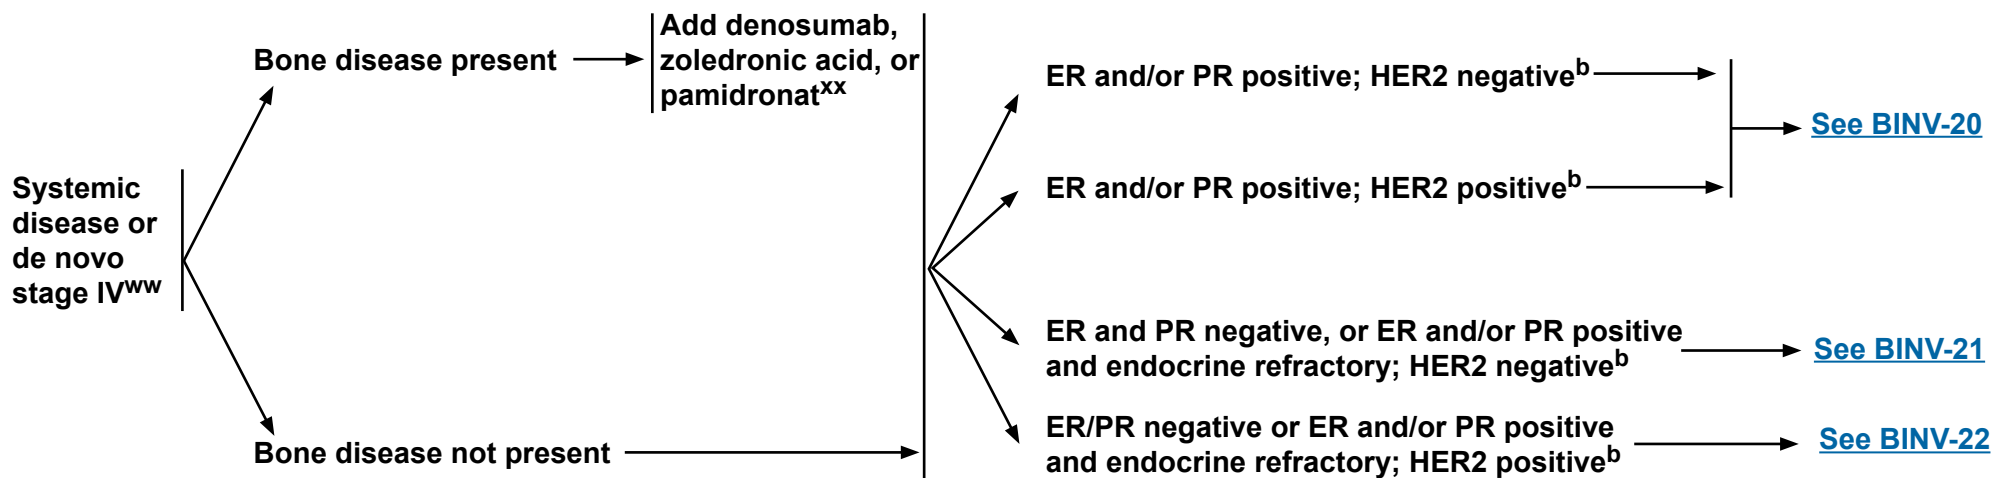 Systemic
disease or
de novo
stage IVww
Bone disease present
Add denosumab,
zoledronic acid, or
pamidronatxx
Bone disease not present
ER and/or PR positive; HER2 negativeb
ER and/or PR positive; HER2 positiveb
See BINV-20
ER and PR negative, or ER and/or PR positive
and endocrine refractory; HER2 negativeb
See BINV-21
ER/PR negative or ER and/or PR positive
and endocrine refractory; HER2 positiveb
See BINV-22